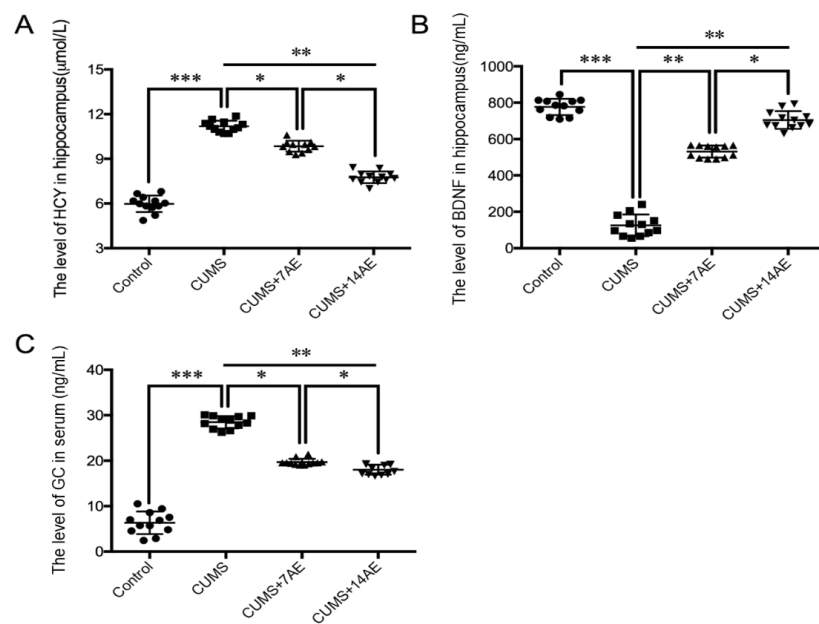 A
The level of HCY in hippocampus(μmol/L)
15
12
9
6
3
***
*
*
**
Control
CUMS
CUMS+7AE
CUMS+14AE
B
The level of BDNF in hippocampus(ng/mL)
1000
800
600
400
200
0
***
**
*
**
Control
CUMS
CUMS+7AE
CUMS+14AE
C
The level of GC in serum (ng/mL)
40
30
20
10
0
***
*
*
**
Control
CUMS
CUMS+7AE
CUMS+14AE